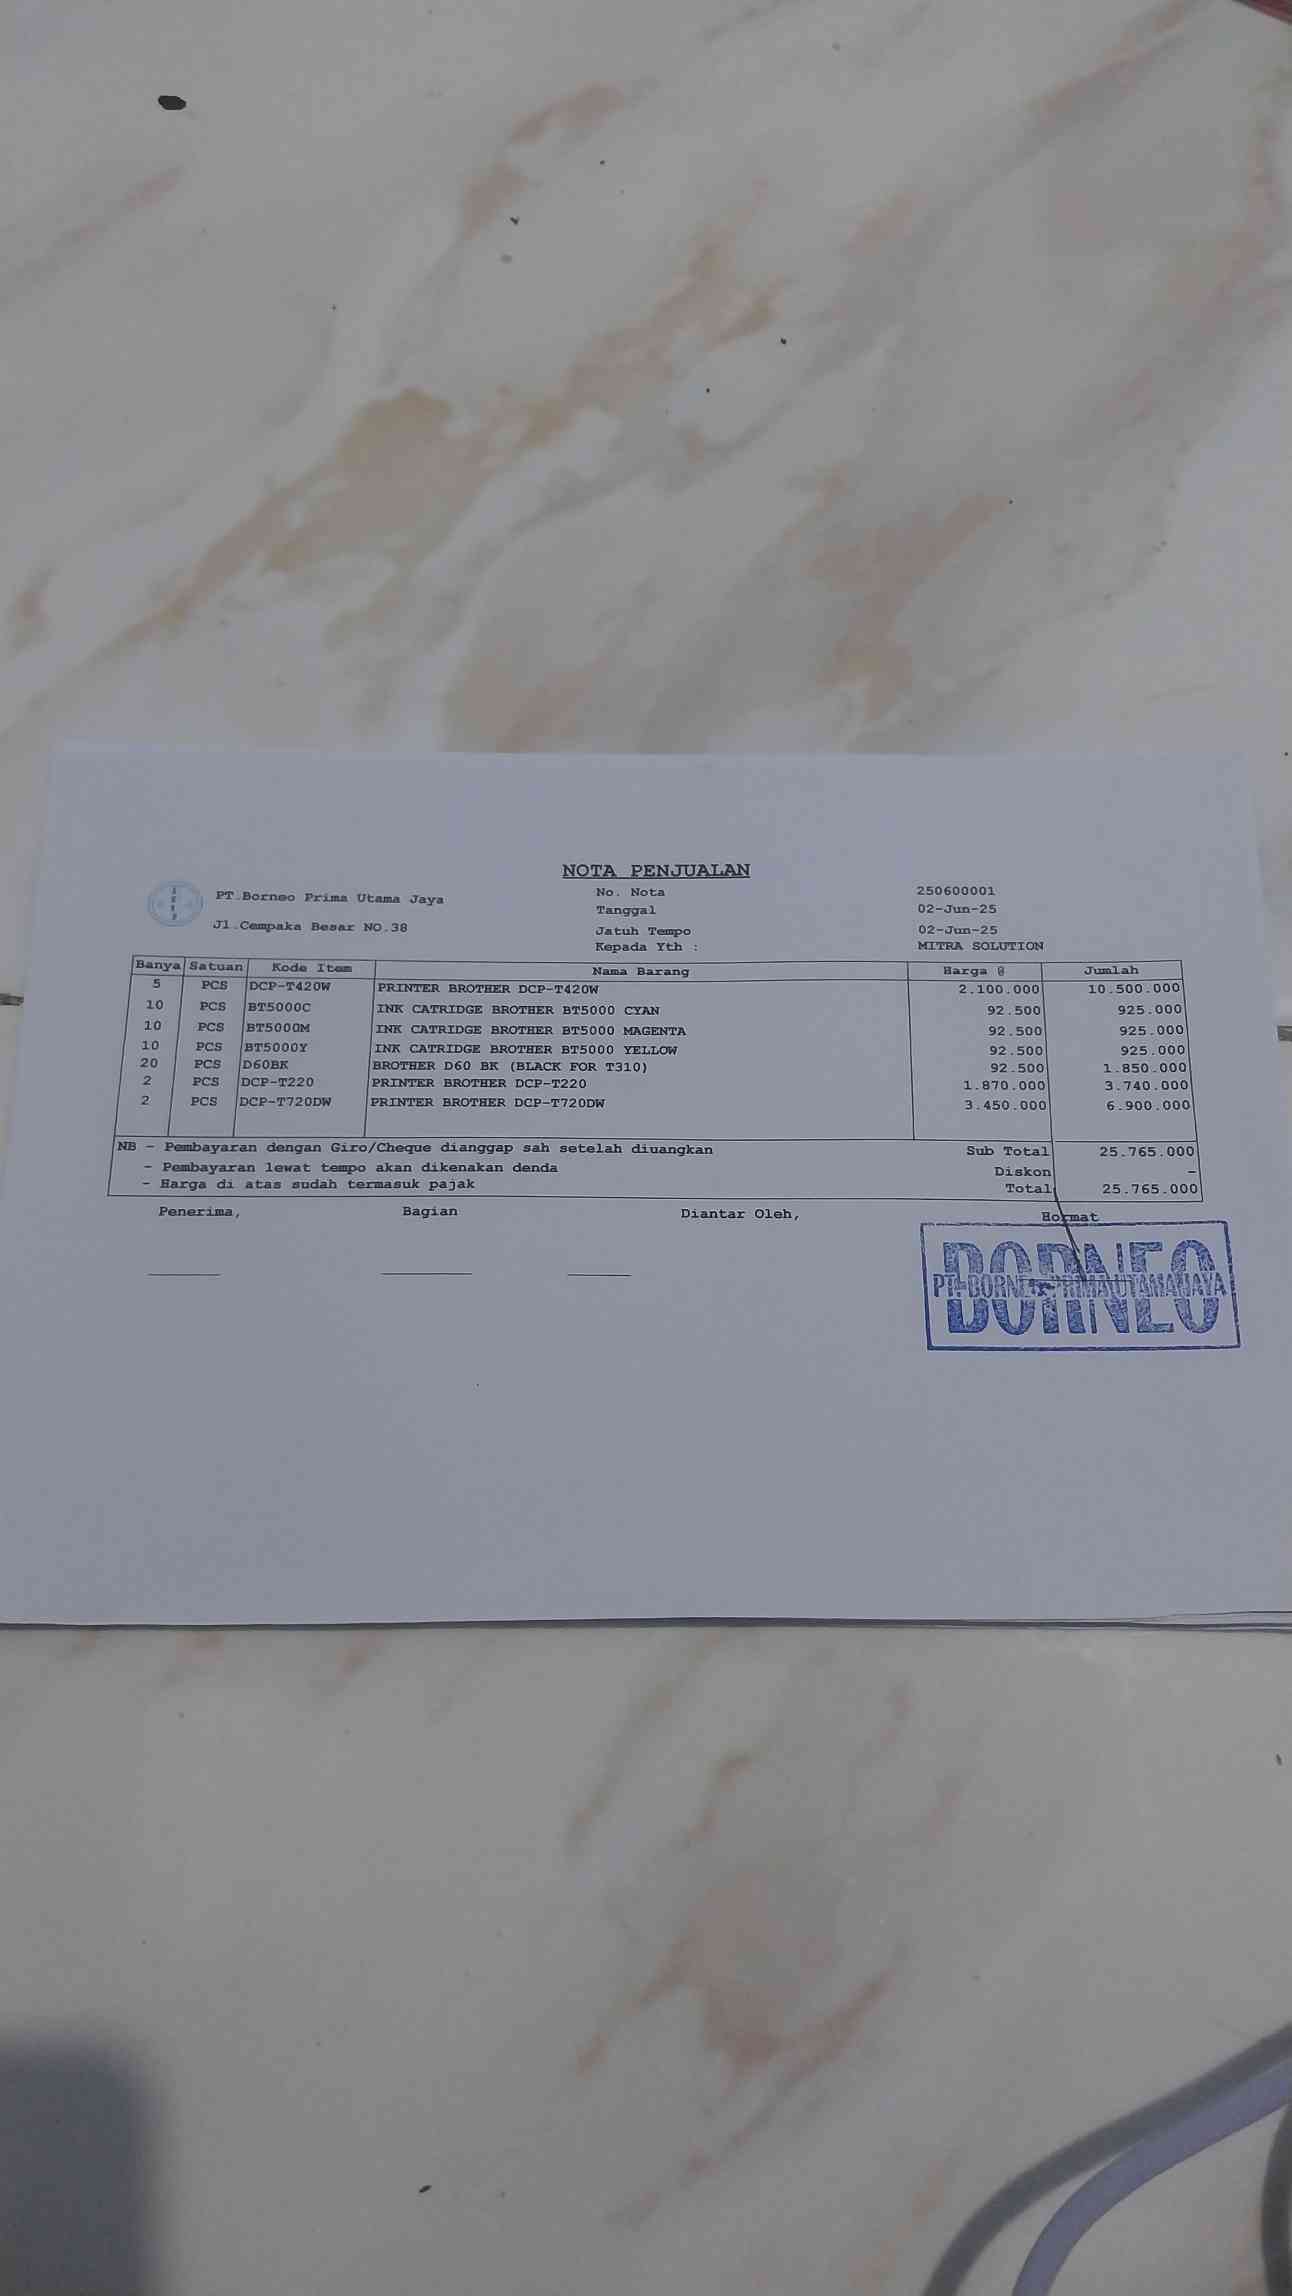 NOTA PENJUALAN
PT.Borneo Prima Utama Jaya
Jl.Cempaka Besar NO.38
No. Nota 250600001
Tanggal 02-Jun-25
Jatuh Tempo 02-Jun-25
Kepada Yth : MITRA SOLUTION
Banya Satuan Kode Item Nama Barang Harga @ Jumlah
5 PCS DCP-T420W PRINTER BROTHER DCP-T420W 2.100.000 10.500.000
10 PCS BT5000C INK CATRIDGE BROTHER BT5000 CYAN 92.500 925.000
10 PCS BT5000M INK CATRIDGE BROTHER BT5000 MAGENTA 92.500 925.000
10 PCS BT5000Y INK CATRIDGE BROTHER BT5000 YELLOW 92.500 925.000
20 PCS D60BK BROTHER D60 BK (BLACK FOR T310) 92.500 1.850.000
2 PCS DCP-T220 PRINTER BROTHER DCP-T220 1.870.000 3.740.000
2 PCS DCP-T720DW PRINTER BROTHER DCP-T720DW 3.450.000 6.900.000
NB - Pembayaran dengan Giro/Cheque dianggap sah setelah diuangkan Sub Total 25.765.000
- Pembayaran lewat tempo akan dikenakan denda Diskon -
- Harga di atas sudah termasuk pajak Total 25.765.000
Penerima, Bagian Diantar Oleh, Hormat
BORNEO
PT. BORNEO PRIMA UTAMA JAYA